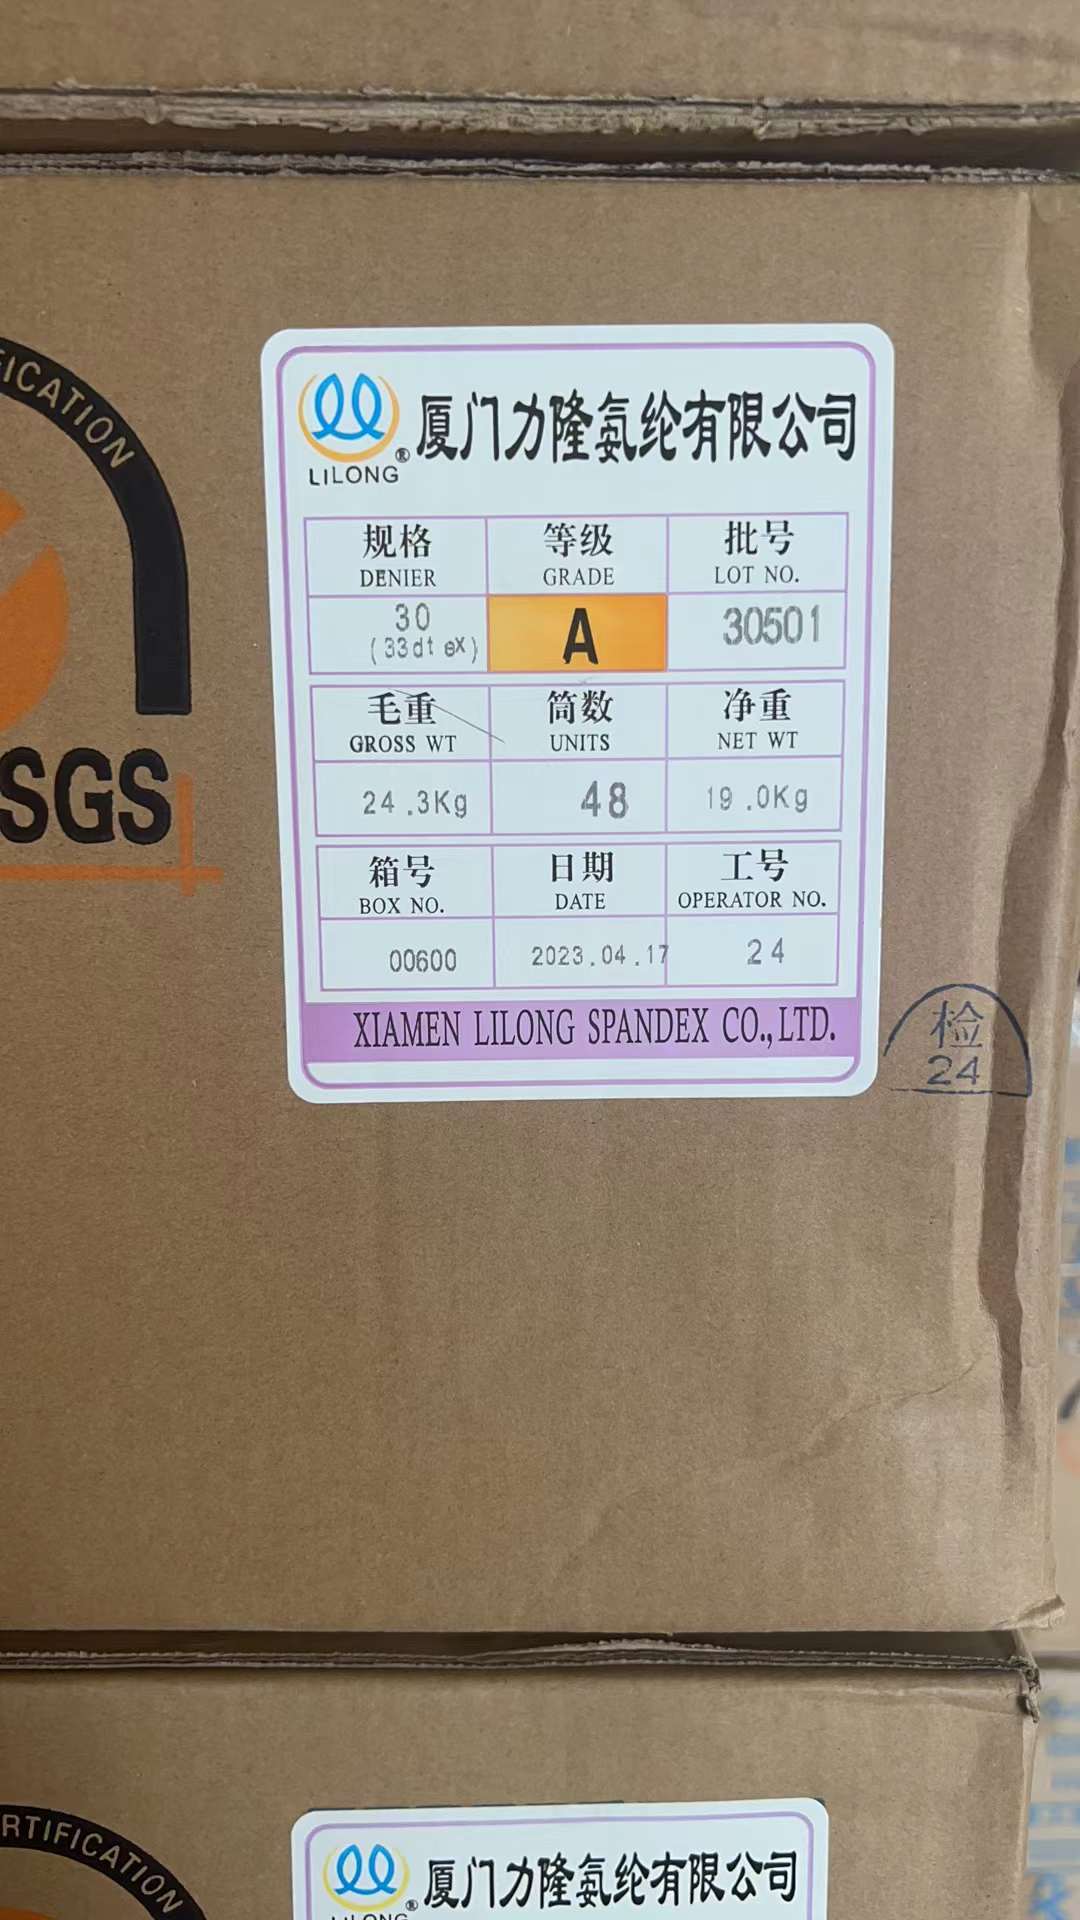 SGS
LILONG®
厦门力隆氨纶有限公司
规格 等级 批号
DENIER GRADE LOT NO.
30 A 30501
(33dtex)
毛重 筒数 净重
GROSS WT UNITS NET WT
24.3Kg 48 19.0Kg
箱号 日期 工号
BOX NO. DATE OPERATOR NO.
00600 2023.04.17 24
XIAMEN LILONG SPANDEX CO.,LTD.
检
24
LILONG®
厦门力隆氨纶有限公司